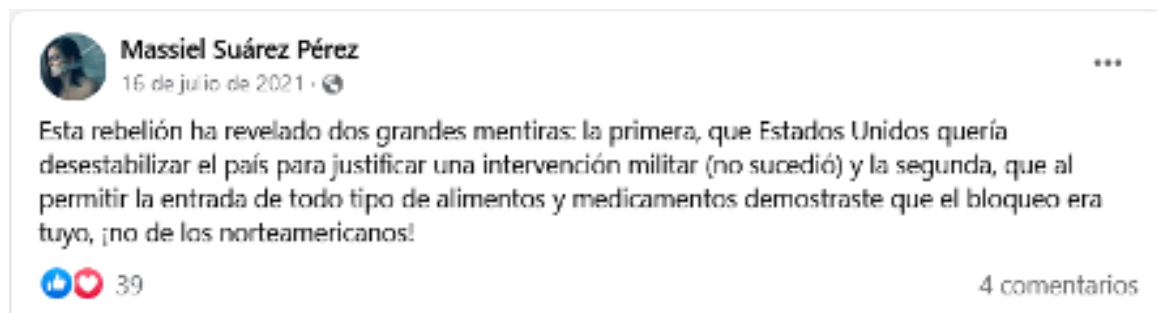 Massiel Suárez Pérez
16 de julio de 2021 ·
Esta rebelión ha revelado dos grandes mentiras: la primera, que Estados Unidos quería
desestabilizar el país para justificar una intervención militar (no sucedió) y la segunda, que al
permitir la entrada de todo tipo de alimentos y medicamentos demostraste que el bloqueo era
tuyo, ¡no de los norteamericanos!
39
4 comentarios